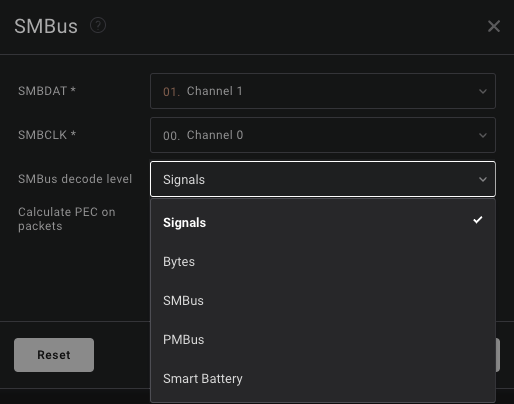 SMBus ?
SMBDAT * 01. Channel 1
SMBCLK * 00. Channel 0
SMBus decode level Signals
Calculate PEC on
packets
Signals
Bytes
SMBus
PMBus
Smart Battery
Reset